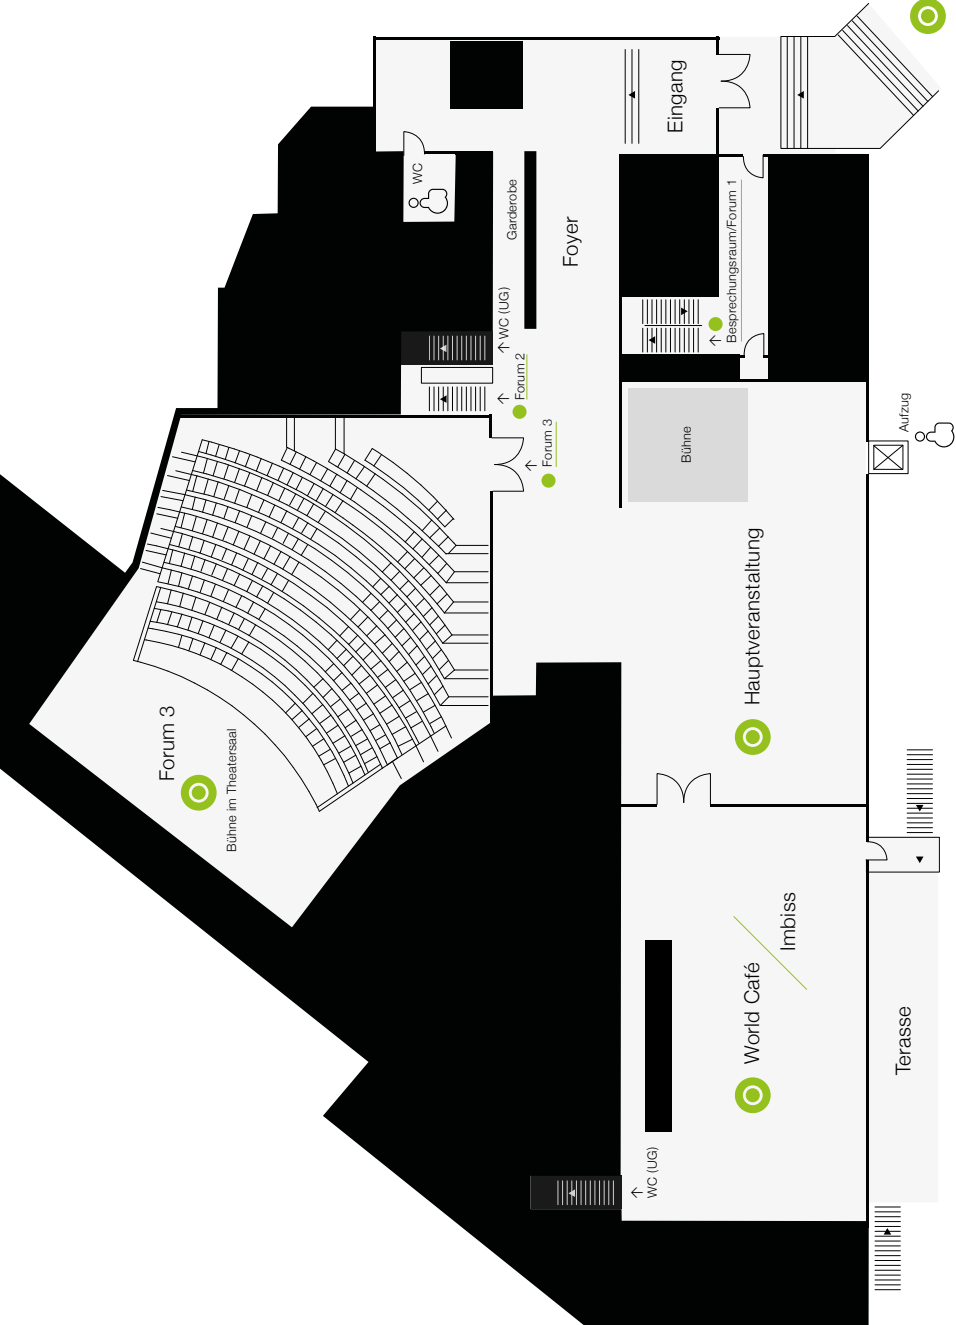 Eingang
WC
Garderobe
Foyer
Besprechungsraum/Forum 1
WC (UG)
Forum 2
Forum 3
Bühne
Aufzug
Hauptveranstaltung
Forum 3
Bühne im Theatersaal
Imbiss
World Café
Terasse
WC (UG)